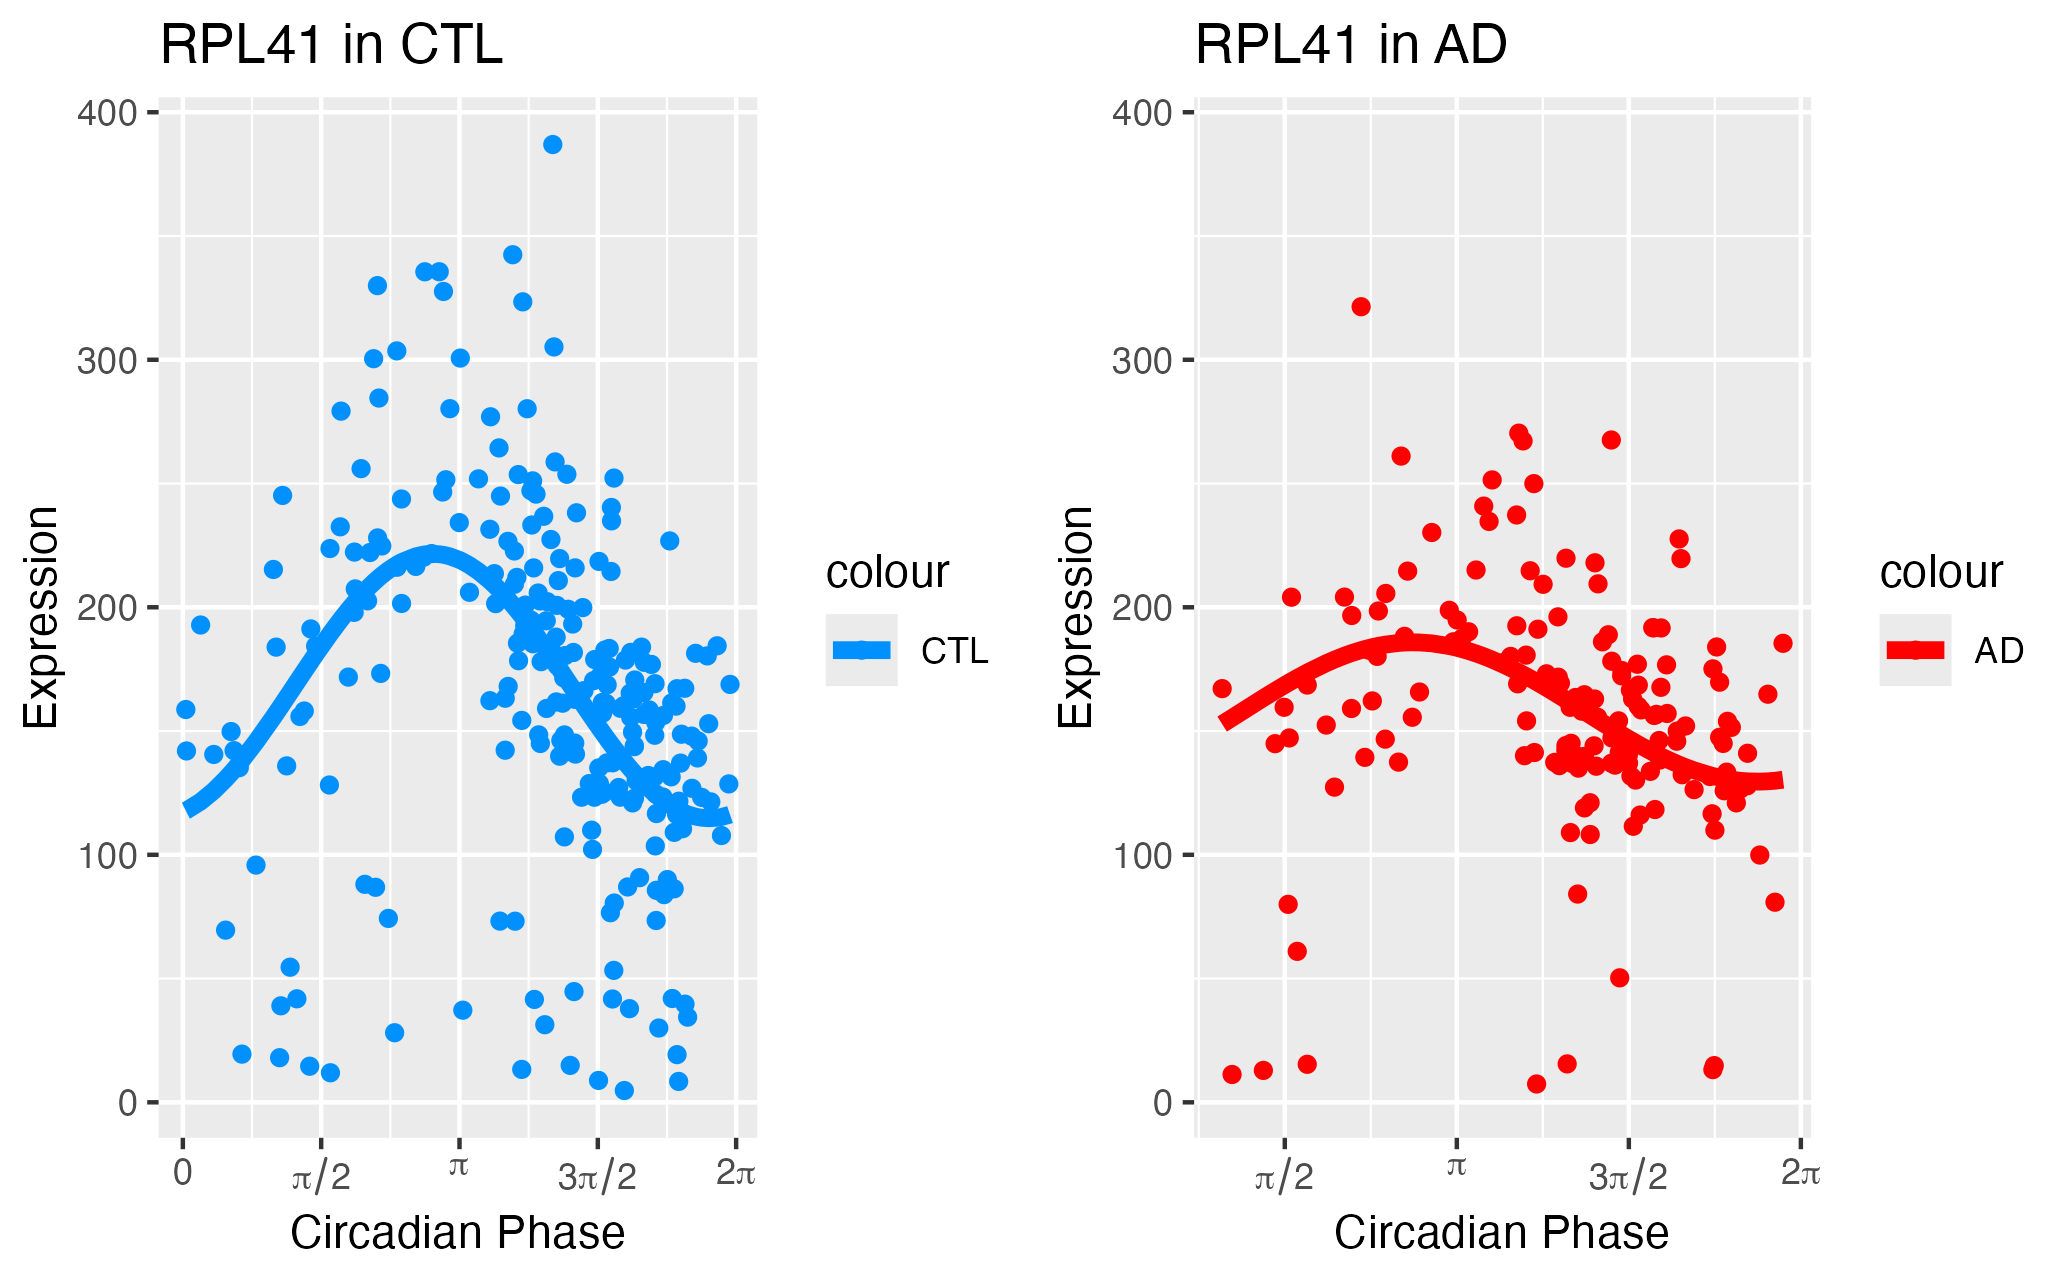 RPL41 in CTL
400
300
200
100
0
Expression
0
π/2
π
3π/2
2π
Circadian Phase
colour
CTL
RPL41 in AD
400
300
200
100
0
Expression
π/2
π
3π/2
2π
Circadian Phase
colour
AD